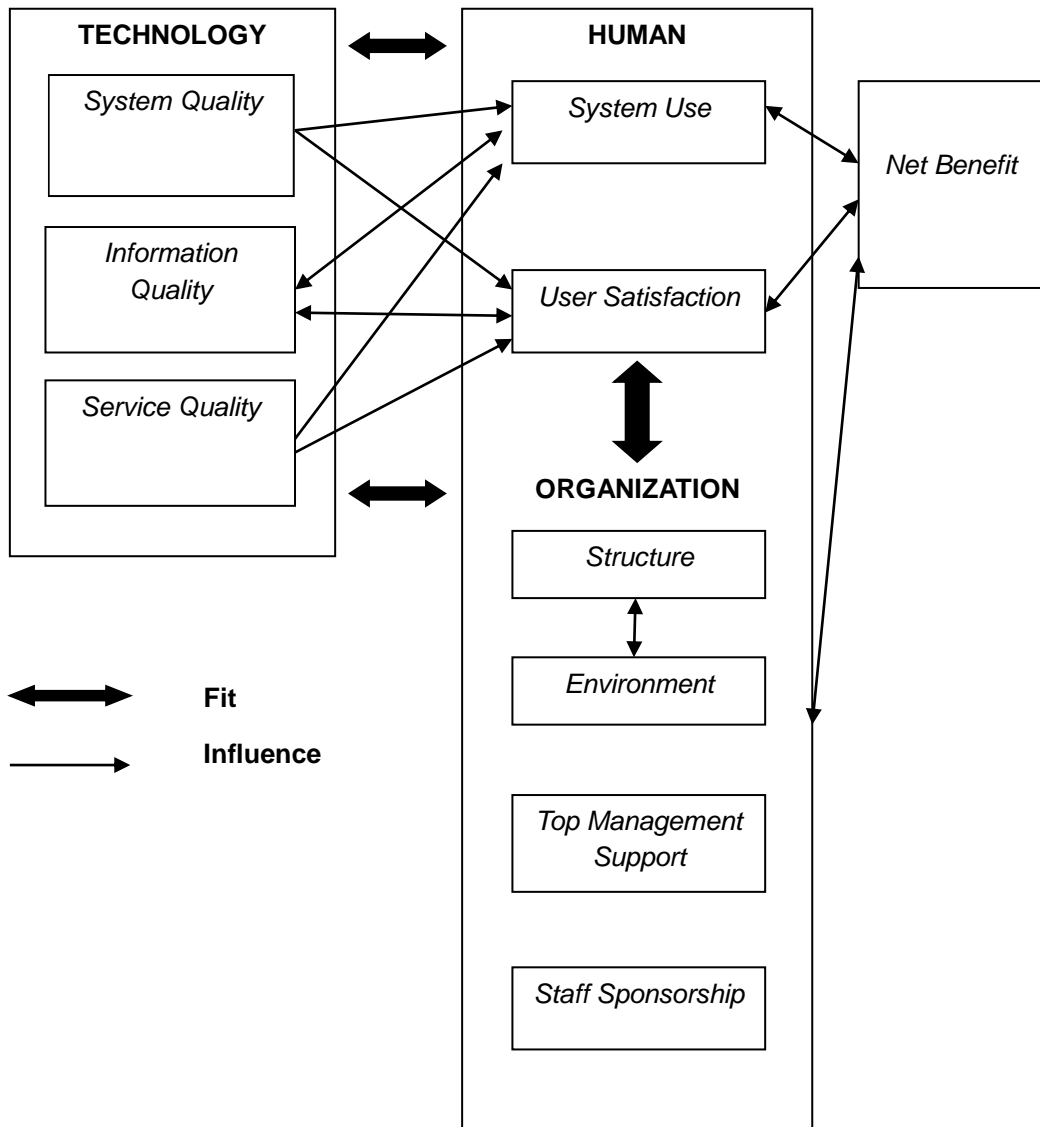 TECHNOLOGY
System Quality
Information
Quality
Service Quality
HUMAN
System Use
User Satisfaction
ORGANIZATION
Structure
Environment
Top Management
Support
Staff Sponsorship
Net Benefit
Fit
Influence